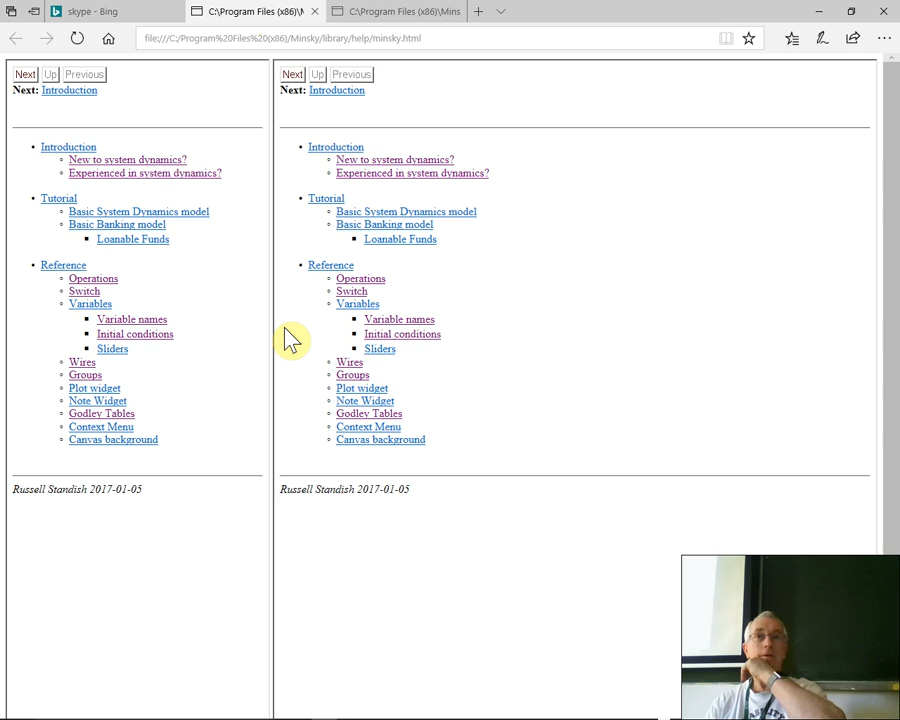 skype - Bing
C:\Program Files (x86)\M
C:\Program Files (x86)\Mins
file:///C:/Program%20Files%20(x86)/Minsky/library/help/minsky.html
Next Up Previous
Next: Introduction
Introduction
New to system dynamics?
Experienced in system dynamics?
Tutorial
Basic System Dynamics model
Basic Banking model
Loanable Funds
Reference
Operations
Switch
Variables
Variable names
Initial conditions
Sliders
Wires
Groups
Plot widget
Note Widget
Godley Tables
Context Menu
Canvas background
Russell Standish 2017-01-05
Next Up Previous
Next: Introduction
Introduction
New to system dynamics?
Experienced in system dynamics?
Tutorial
Basic System Dynamics model
Basic Banking model
Loanable Funds
Reference
Operations
Switch
Variables
Variable names
Initial conditions
Sliders
Wires
Groups
Plot widget
Note Widget
Godley Tables
Context Menu
Canvas background
Russell Standish 2017-01-05